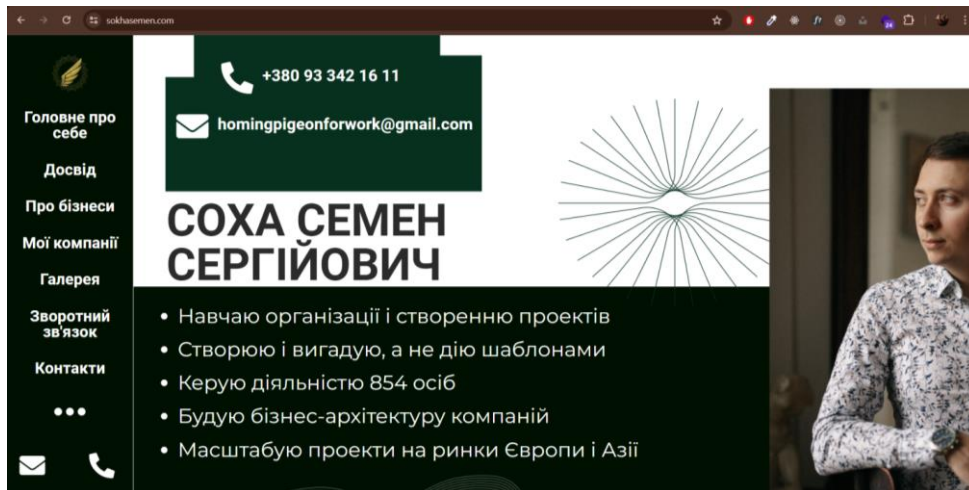 sokhasemen.com
24
Головне про
себе
Досвід
Про бізнеси
Мої компанії
Галерея
Зворотний
зв'язок
Контакти
+380 93 342 16 11
homingpigeonforwork@gmail.com
СОХА СЕМЕН
СЕРГІЙОВИЧ
• Навчаю організації і створенню проектів
• Створюю і вигадую, а не дію шаблонами
• Керую діяльністю 854 осіб
• Будую бізнес-архітектуру компаній
• Масштабую проекти на ринки Європи і Азії